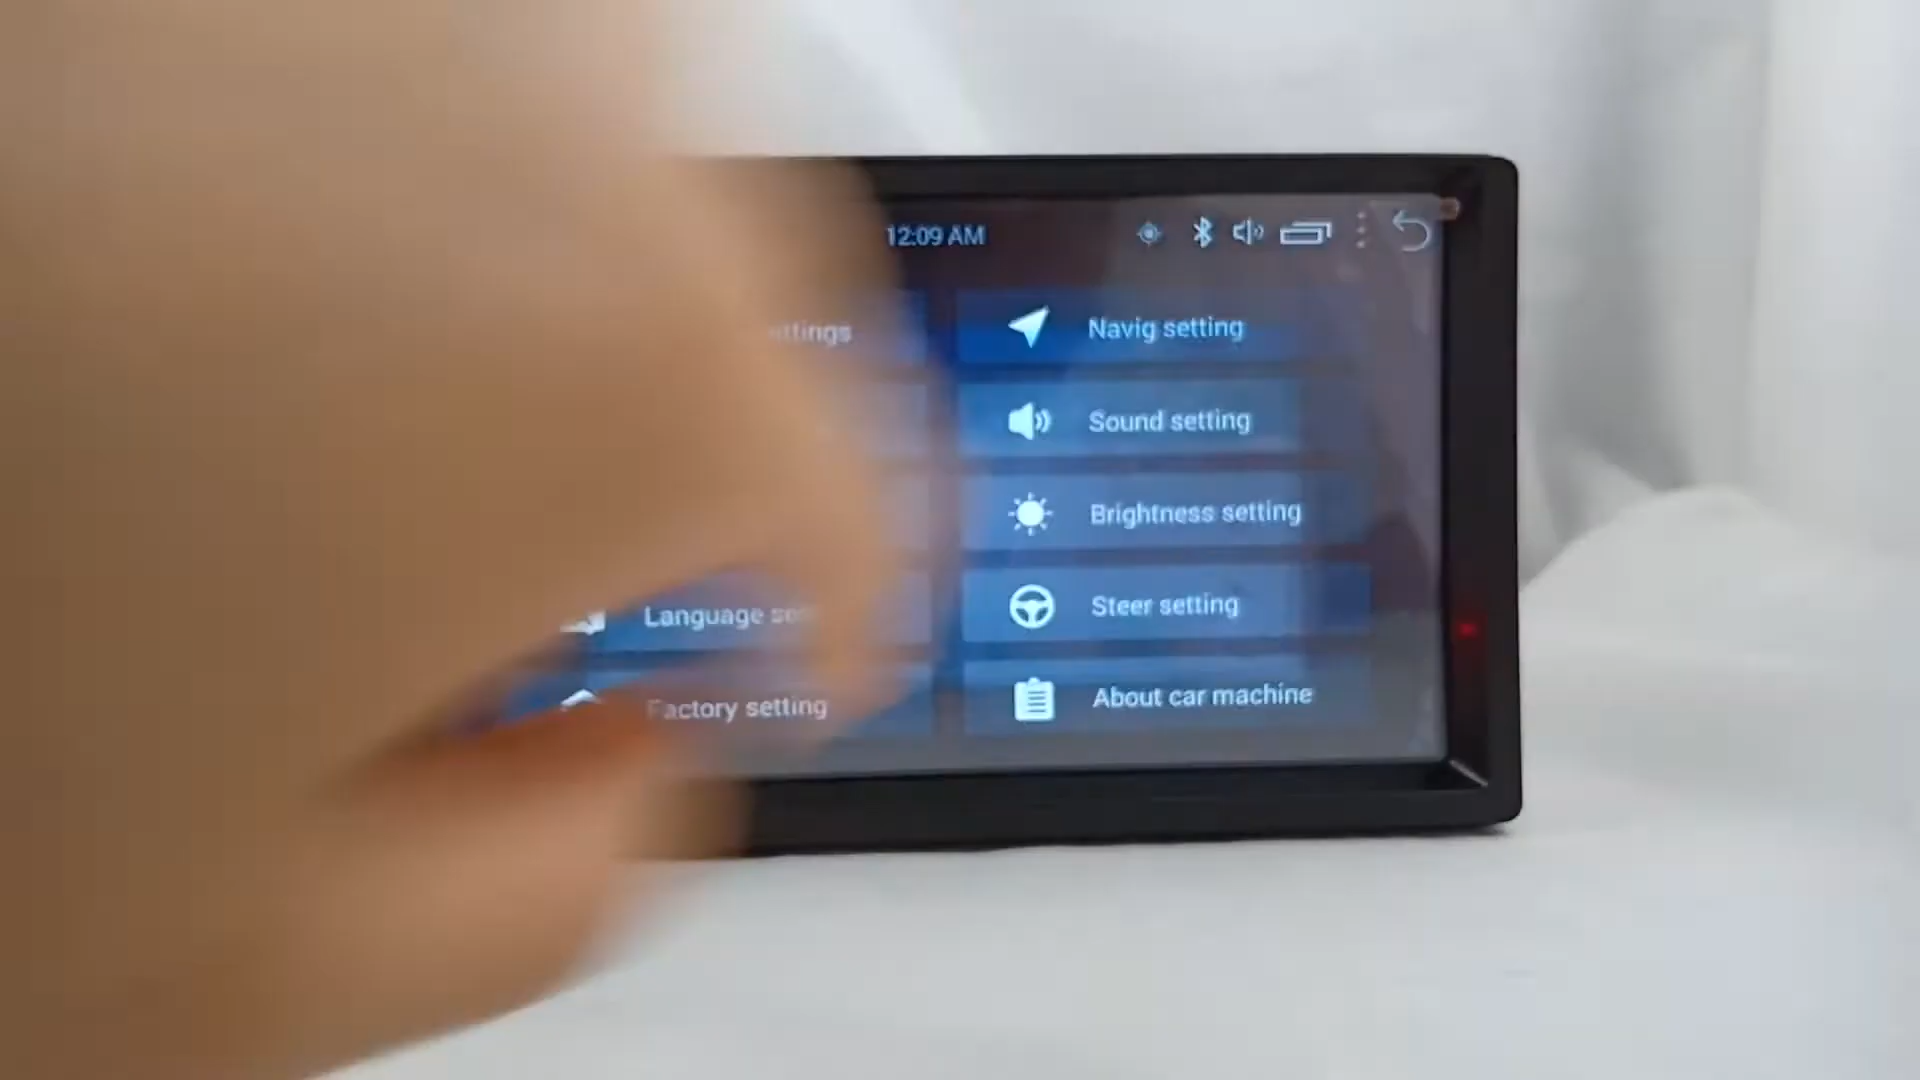 12:09 AM
Navig setting
Sound setting
Brightness setting
Language
Steer setting
Factory setting
About car machine